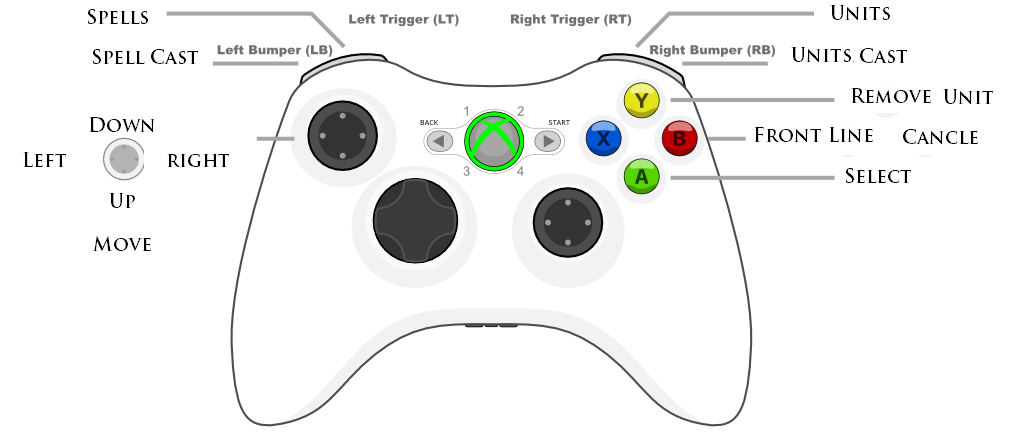 Spells
Left Trigger (LT)
Right Trigger (RT)
Units
Spell Cast
Left Bumper (LB)
Right Bumper (RB)
Units Cast
Remove Unit
Y
1 2
BACK
START
Down
Left
Right
X
B
Front Line Cancle
3 4
A
Select
Up
Move